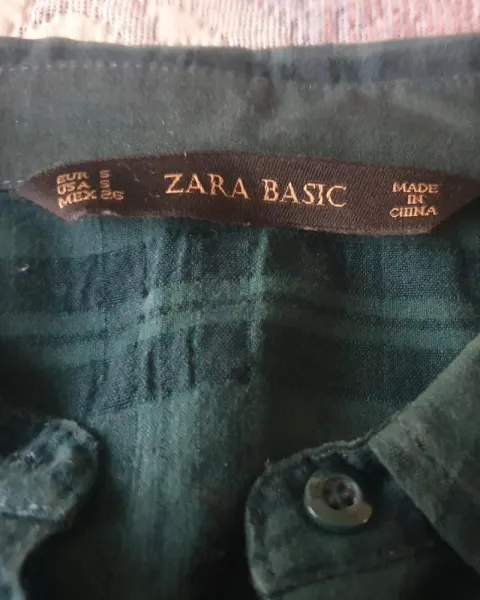 EUR S
USA S
MEX 26
ZARA BASIC
MADE
IN
CHINA